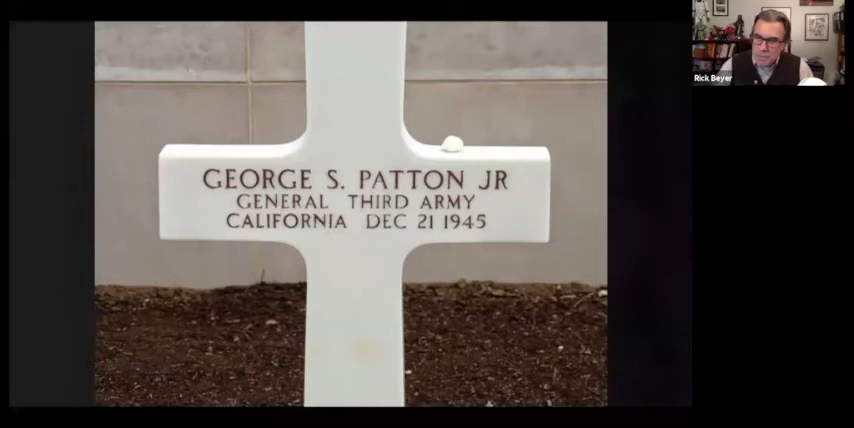 GEORGE S. PATTON JR
GENERAL THIRD ARMY
CALIFORNIA DEC 21 1945
Rick Beyer